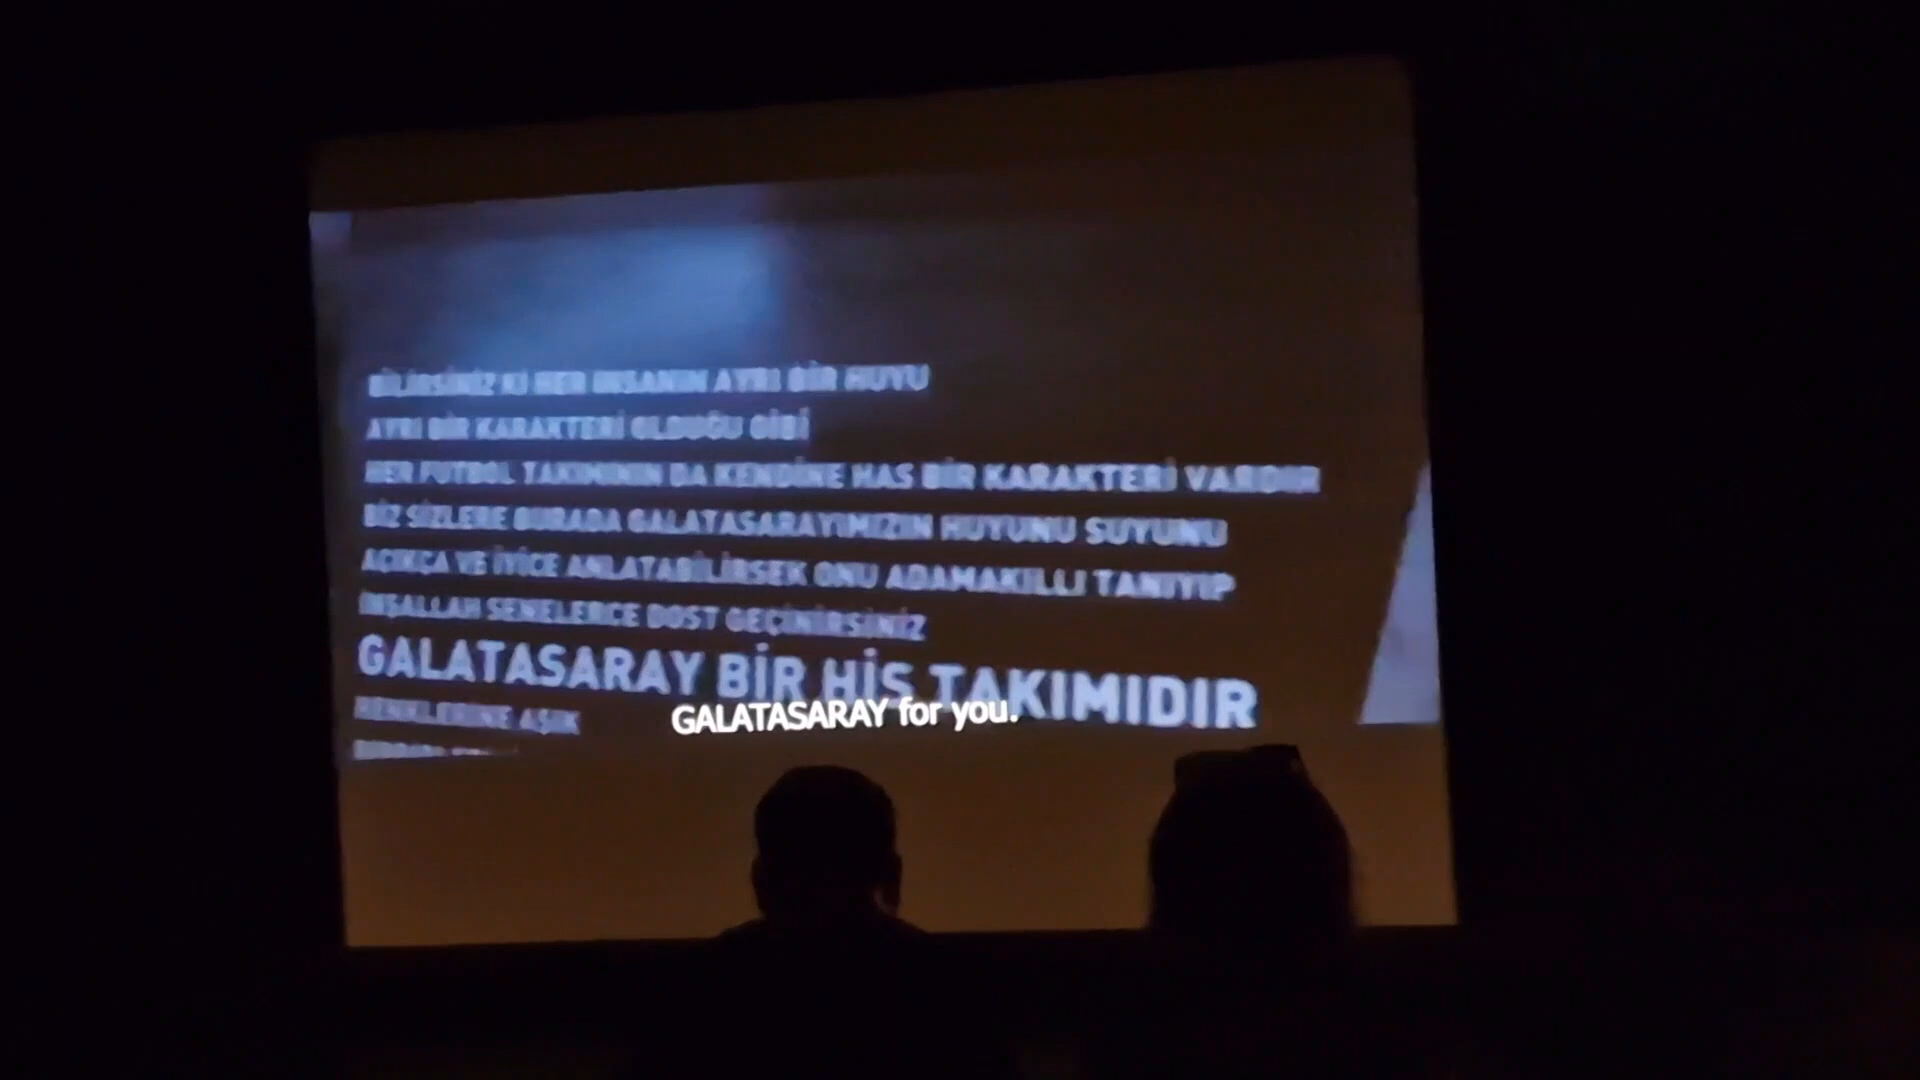 BİLİRSİNİZ Kİ HER İNSANIN AYRI BİR HUYU
AYRI BİR KARAKTERİ OLDUĞU GİBİ
HER FUTBOL TAKIMININ DA KENDİNE HAS BİR KARAKTERİ VARDIR
BİZ SİZLERE BURADA GALATASARAYIMIZIN HUYUNU SUYUNU
AÇIKÇA VE İYİCE ANLATABİLİRSEK ONU ADAMAKILLI TANIYIP
İNŞALLAH SENELERCE DOST GEÇİNİRSİNİZ
GALATASARAY BİR HİS TAKIMIDIR
GALATASARAY for you.
RENKLERİNE AŞIK